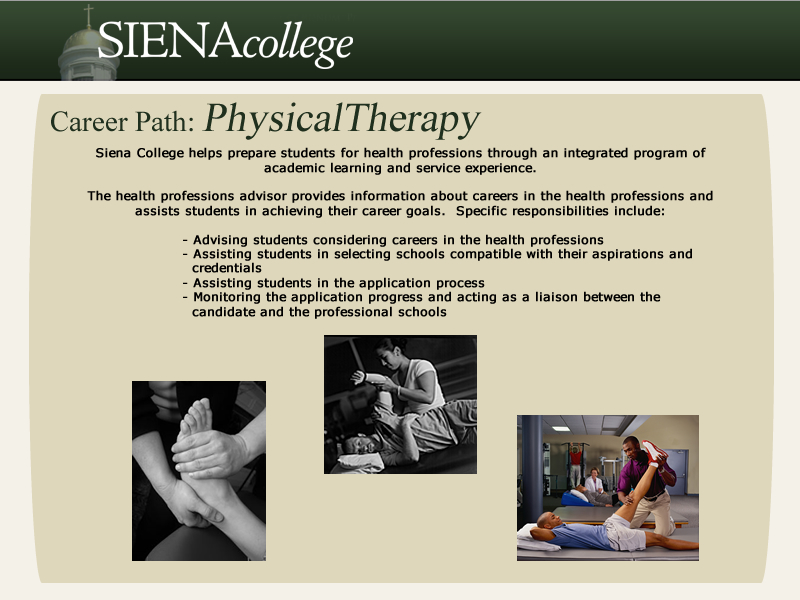 SIENAcollege
Career Path: PhysicalTherapy
Siena College helps prepare students for health professions through an integrated program of
academic learning and service experience.
The health professions advisor provides information about careers in the health professions and
assists students in achieving their career goals.  Specific responsibilities include:
- Advising students considering careers in the health professions
- Assisting students in selecting schools compatible with their aspirations and
credentials
- Assisting students in the application process
- Monitoring the application progress and acting as a liaison between the
candidate and the professional schools